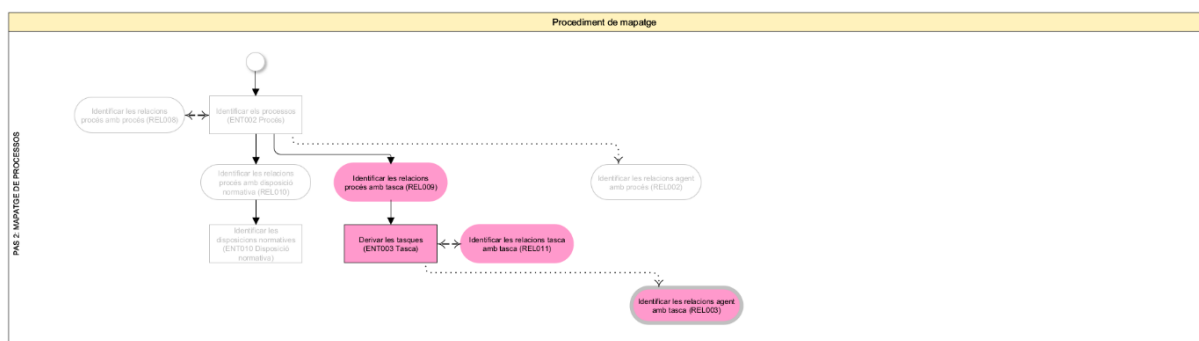 Procediment de mapatge
PAS 2: MAPATGE DE PROCESSOS
Identificar les relacions
procés amb procés (REL008)
Identificar els processos
(ENT002 Procés)
Identificar les relacions
procés amb disposició
normativa (REL010)
Identificar les relacions
procés amb tasca (REL009)
Identificar les relacions agent
amb procés (REL002)
Identificar les
disposicions normatives
(ENT010 Disposició
normativa)
Derivar les tasques
(ENT003 Tasca)
Identificar les relacions tasca
amb tasca (REL011)
Identificar les relacions agent
amb tasca (REL003)